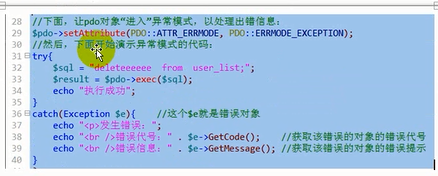 28 //下面，让pdo对象“进入”异常模式，以处理出错信息：
29 $pdo->setAttribute(PDO::ATTR_ERRMODE, PDO::ERRMODE_EXCEPTION);
30 //然后，下面开始演示异常模式的代码：
31 try{
32 $sql = "deleteeeeee from user_list;";
33 $result = $pdo->exec($sql);
34 echo "执行成功";
35 }
36 catch(Exception $e){ //这个$e就是错误对象
37 echo "<p>发生错误：";
38 echo "<br />错误代号：" . $e->GetCode(); //获取该错误的对象的错误代号
39 echo "<br />错误信息：" . $e->GetMessage(); //获取该错误的对象的错误提示
40 }
41